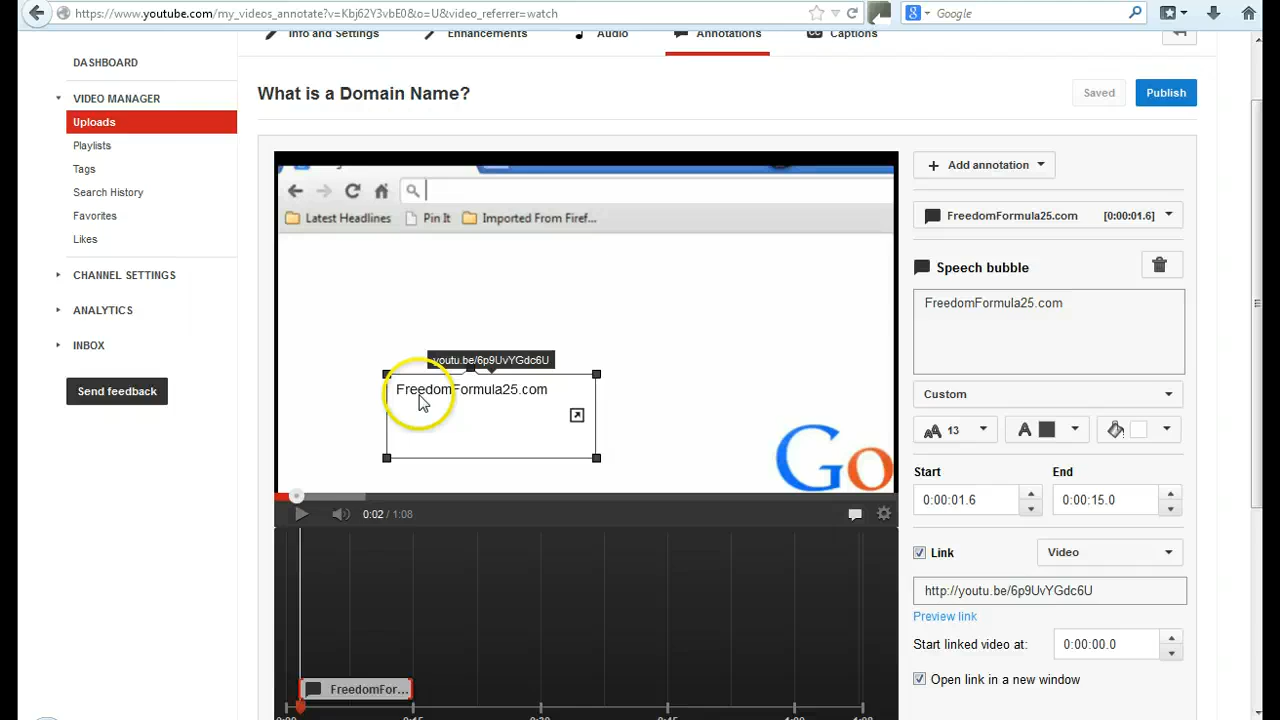 https://www.youtube.com/my_videos_annotate?v=Kbj62Y3vbE0&o=U&video_referrer=watch
Google
Info and Settings
Enhancements
Audio
Annotations
Captions
DASHBOARD
VIDEO MANAGER
Uploads
Playlists
Tags
Search History
Favorites
Likes
CHANNEL SETTINGS
ANALYTICS
INBOX
Send feedback
What is a Domain Name?
Saved
Publish
Latest Headlines
Pin It
Imported From Firef...
youtu.be/6p9UvYGdc6U
FreedomFormula25.com
Go
0:02 / 1:08
FreedomFor...
0:15
+ Add annotation
FreedomFormula25.com [0:00:01.6]
Speech bubble
FreedomFormula25.com
Custom
AA 13
A
Start End
0:00:01.6 0:00:15.0
Link
Video
http://youtu.be/6p9UvYGdc6U
Preview link
Start linked video at: 0:00:00.0
Open link in a new window